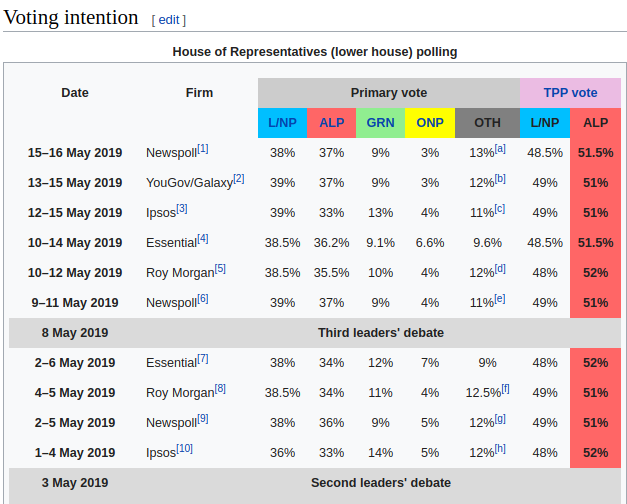 Voting intention [ edit ]
House of Representatives (lower house) polling
Date Firm Primary vote TPP vote
L/NP ALP GRN ONP OTH L/NP ALP
15–16 May 2019 Newspoll[1] 38% 37% 9% 3% 13%[a] 48.5% 51.5%
13–15 May 2019 YouGov/Galaxy[2] 39% 37% 9% 3% 12%[b] 49% 51%
12–15 May 2019 Ipsos[3] 39% 33% 13% 4% 11%[c] 49% 51%
10–14 May 2019 Essential[4] 38.5% 36.2% 9.1% 6.6% 9.6% 48.5% 51.5%
10–12 May 2019 Roy Morgan[5] 38.5% 35.5% 10% 4% 12%[d] 48% 52%
9–11 May 2019 Newspoll[6] 39% 37% 9% 4% 11%[e] 49% 51%
8 May 2019 Third leaders' debate
2–6 May 2019 Essential[7] 38% 34% 12% 7% 9% 48% 52%
4–5 May 2019 Roy Morgan[8] 38.5% 34% 11% 4% 12.5%[f] 49% 51%
2–5 May 2019 Newspoll[9] 38% 36% 9% 5% 12%[g] 49% 51%
1–4 May 2019 Ipsos[10] 36% 33% 14% 5% 12%[h] 48% 52%
3 May 2019 Second leaders' debate